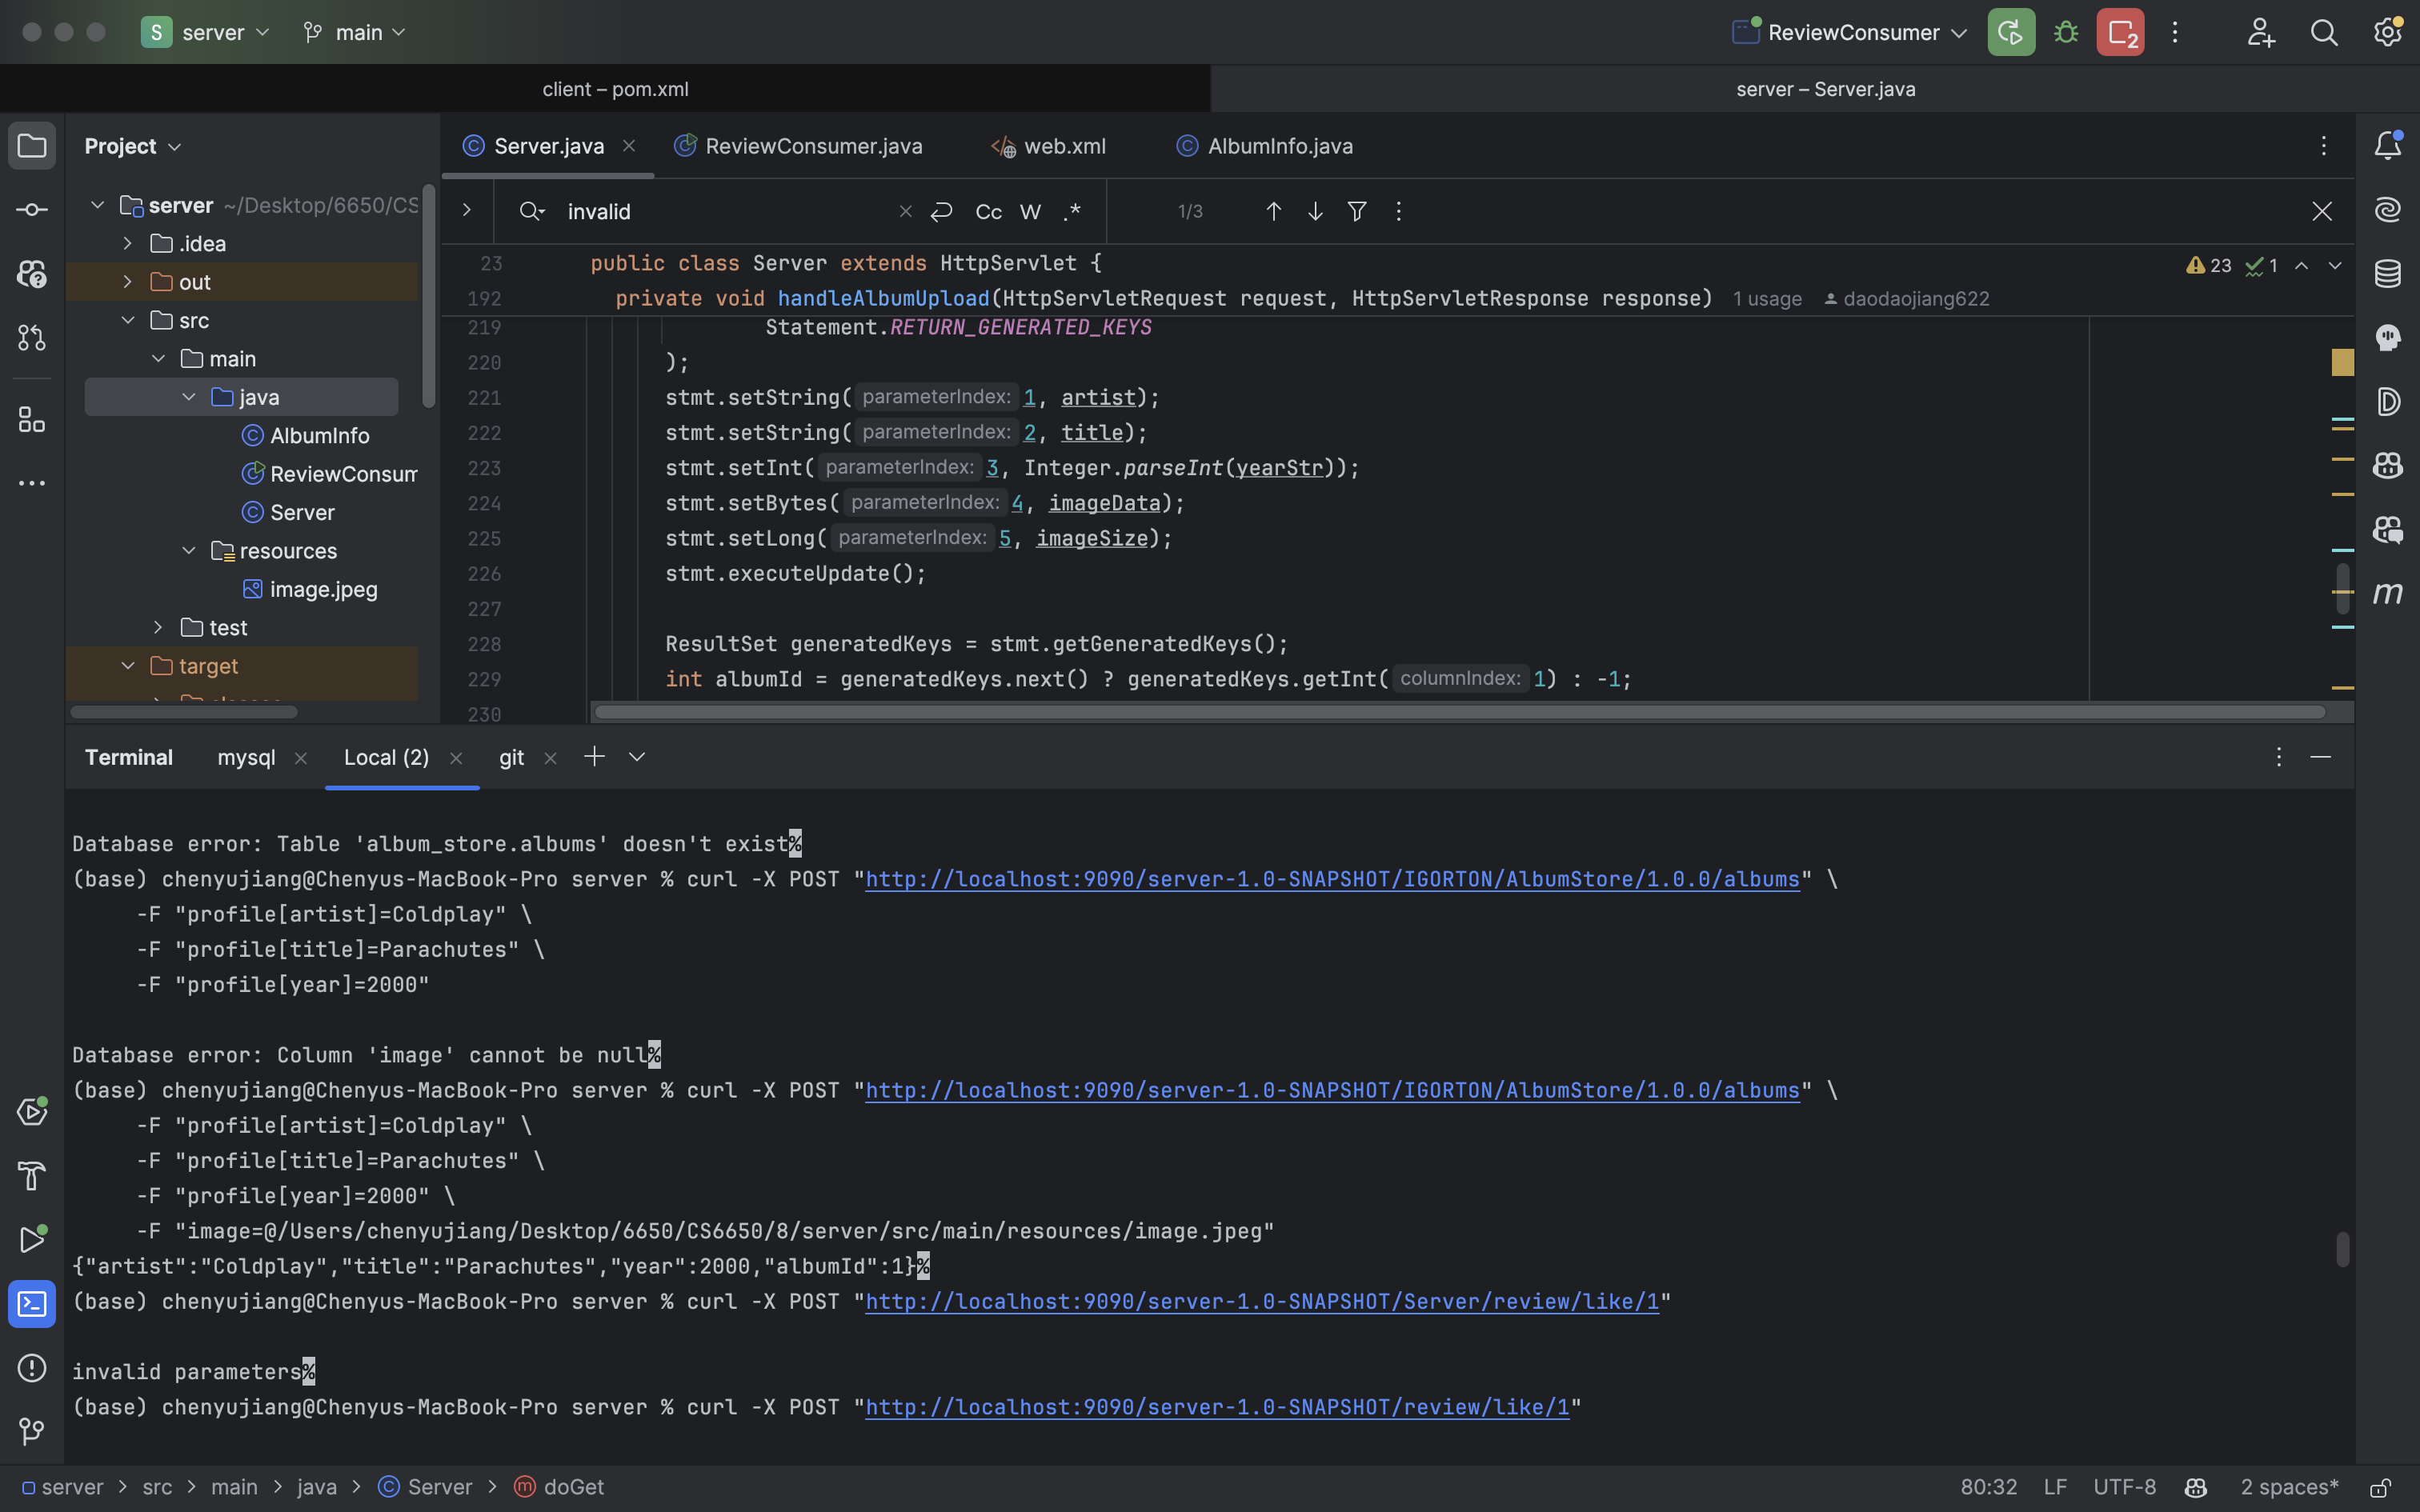 S server main ReviewConsumer 2
client – pom.xml server – Server.java
Project
server ~/Desktop/6650/CS
.idea
out
src
main
java
AlbumInfo
ReviewConsum
Server
resources
image.jpeg
test
target
Server.java ReviewConsumer.java web.xml AlbumInfo.java
invalid Cc W .* 1/3
23 public class Server extends HttpServlet { 23 1
192 private void handleAlbumUpload(HttpServletRequest request, HttpServletResponse response) 1 usage daodaojiang622
219 Statement.RETURN_GENERATED_KEYS
220 );
221 stmt.setString( parameterIndex: 1, artist);
222 stmt.setString( parameterIndex: 2, title);
223 stmt.setInt( parameterIndex: 3, Integer.parseInt(yearStr));
224 stmt.setBytes( parameterIndex: 4, imageData);
225 stmt.setLong( parameterIndex: 5, imageSize);
226 stmt.executeUpdate();
227
228 ResultSet generatedKeys = stmt.getGeneratedKeys();
229 int albumId = generatedKeys.next() ? generatedKeys.getInt( columnIndex: 1) : -1;
230
Terminal mysql Local (2) git
Database error: Table 'album_store.albums' doesn't exist%
(base) chenyujiang@Chenyus-MacBook-Pro server % curl -X POST "http://localhost:9090/server-1.0-SNAPSHOT/IGORTON/AlbumStore/1.0.0/albums" \
-F "profile[artist]=Coldplay" \
-F "profile[title]=Parachutes" \
-F "profile[year]=2000"
Database error: Column 'image' cannot be null%
(base) chenyujiang@Chenyus-MacBook-Pro server % curl -X POST "http://localhost:9090/server-1.0-SNAPSHOT/IGORTON/AlbumStore/1.0.0/albums" \
-F "profile[artist]=Coldplay" \
-F "profile[title]=Parachutes" \
-F "profile[year]=2000" \
-F "image=@/Users/chenyujiang/Desktop/6650/CS6650/8/server/src/main/resources/image.jpeg"
{"artist":"Coldplay","title":"Parachutes","year":2000,"albumId":1}%
(base) chenyujiang@Chenyus-MacBook-Pro server % curl -X POST "http://localhost:9090/server-1.0-SNAPSHOT/Server/review/like/1"
invalid parameters%
(base) chenyujiang@Chenyus-MacBook-Pro server % curl -X POST "http://localhost:9090/server-1.0-SNAPSHOT/review/like/1"
server src main java Server doGet 80:32 LF UTF-8 2 spaces*